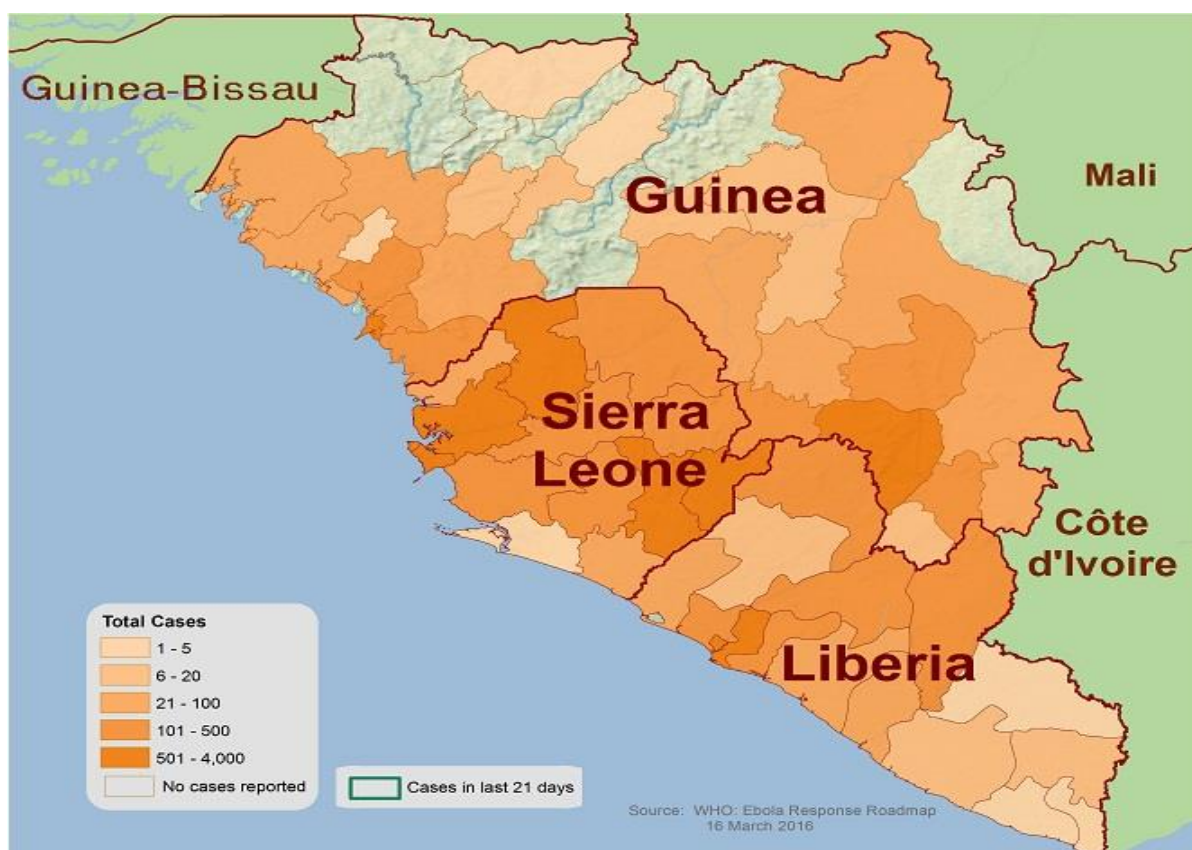 Guinea-Bissau
Mali
Guinea
Sierra
Leone
Côte
d'Ivoire
Liberia
Total Cases
1 - 5
6 - 20
21 - 100
101 - 500
501 - 4,000
No cases reported
Cases in last 21 days
Source: WHO: Ebola Response Roadmap
16 March 2016